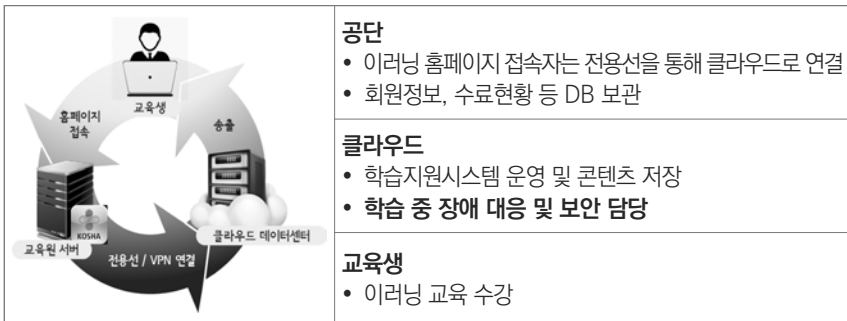 교육생
홈페이지
접속
송출
KOSHA
교육원 서버
클라우드 데이터센터
전용선 / VPN 연결
공단
• 이러닝 홈페이지 접속자는 전용선을 통해 클라우드로 연결
• 회원정보, 수료현황 등 DB 보관
클라우드
• 학습지원시스템 운영 및 콘텐츠 저장
• 학습 중 장애 대응 및 보안 담당
교육생
• 이러닝 교육 수강